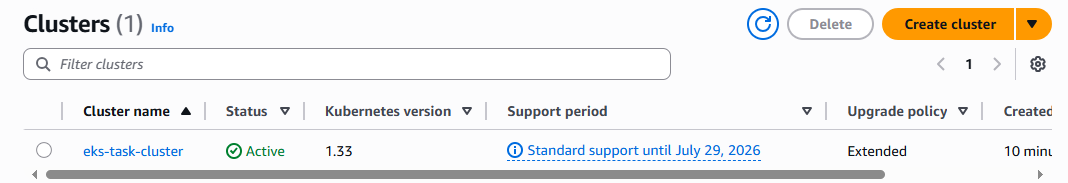 Clusters (1) Info
Delete
Create cluster
Filter clusters
1
Cluster name Status Kubernetes version Support period Upgrade policy Created
eks-task-cluster Active 1.33 Standard support until July 29, 2026 Extended 10 minu